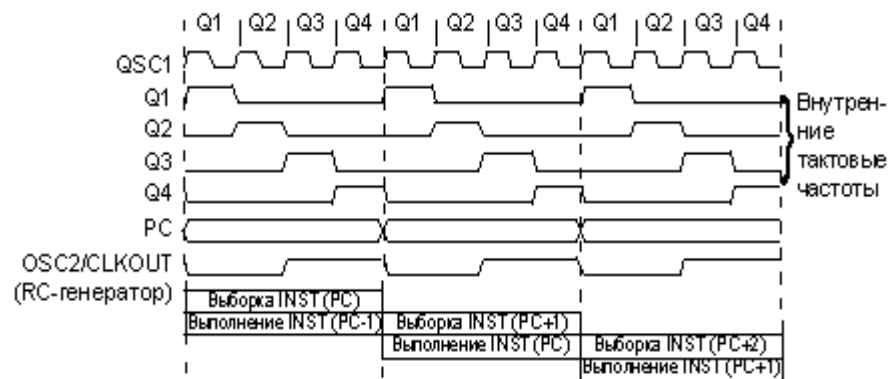 Q1 Q2 Q3 Q4 Q1 Q2 Q3 Q4 Q1 Q2 Q3 Q4
QSC1
Q1
Q2
Q3
Q4
PC
OSC2/CLKOUT
(RC-генератор)
Внутрен-
ние
тактовые
частоты
Выборка INST (PC)
Выполнение INST (PC-1) Выборка INST (PC+1)
Выполнение INST (PC) Выборка INST (PC+2)
Выполнение INST (PC+1)